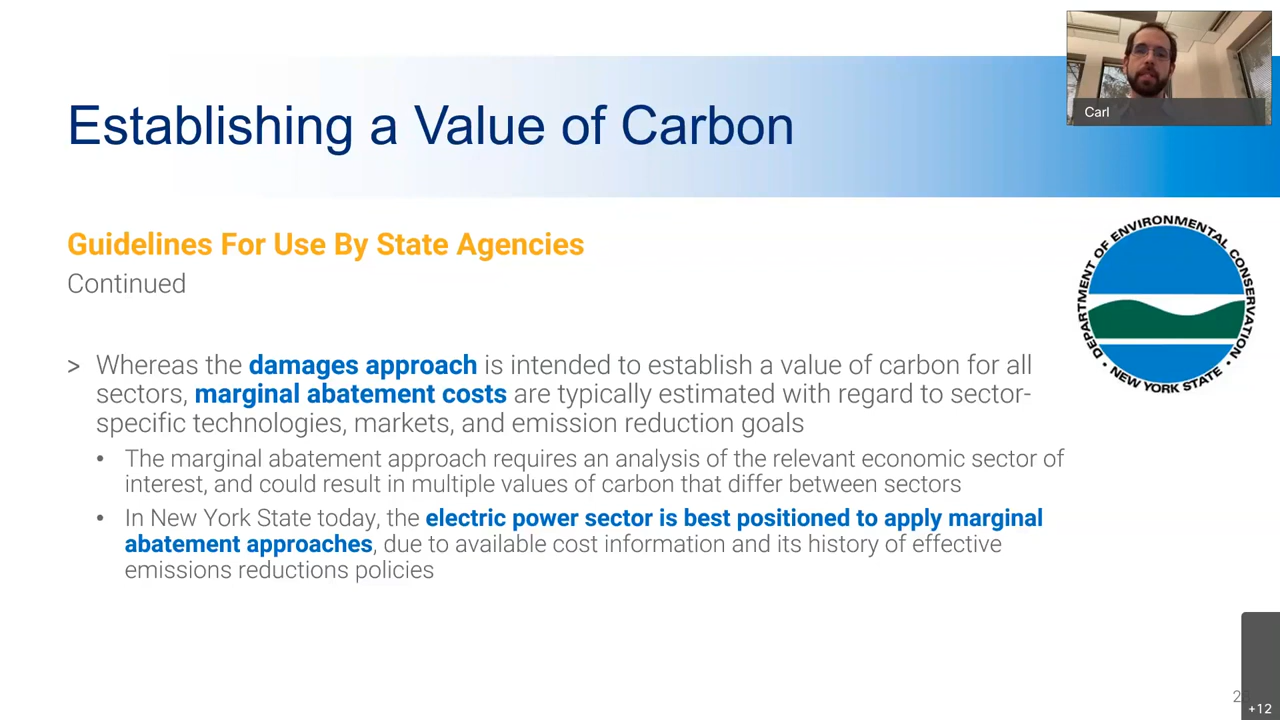 Establishing a Value of Carbon
Carl
Guidelines For Use By State Agencies
Continued
DEPARTMENT OF ENVIRONMENTAL CONSERVATION
• NEW YORK STATE •
> Whereas the damages approach is intended to establish a value of carbon for all
sectors, marginal abatement costs are typically estimated with regard to sector-
specific technologies, markets, and emission reduction goals
• The marginal abatement approach requires an analysis of the relevant economic sector of
interest, and could result in multiple values of carbon that differ between sectors
• In New York State today, the electric power sector is best positioned to apply marginal
abatement approaches, due to available cost information and its history of effective
emissions reductions policies
+12